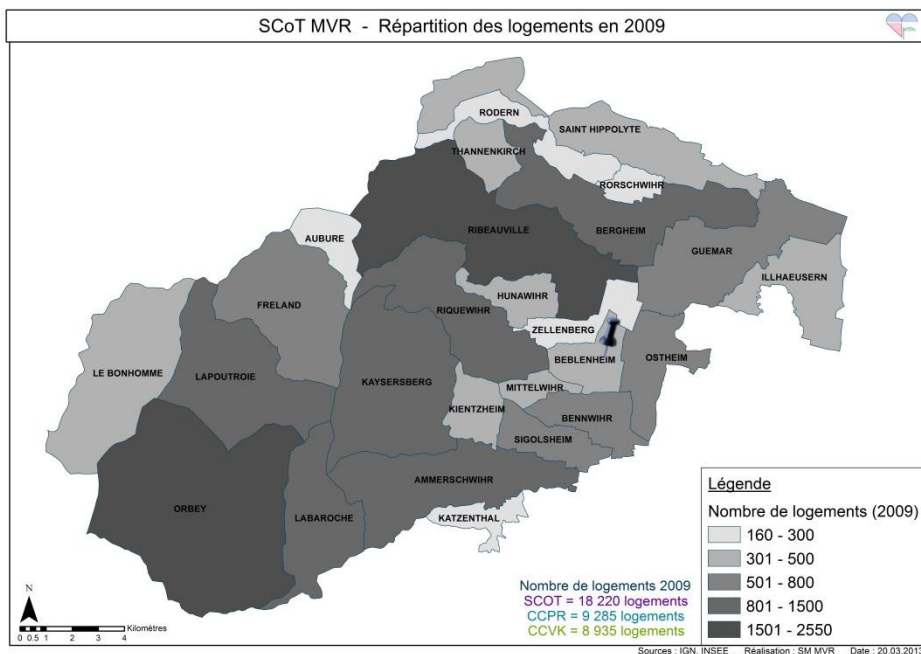 SCoT MVR - Répartition des logements en 2009
RODERN
SAINT HIPPOLYTE
THANNENKIRCH
RORSCHWIHR
AUBURE
RIBEAUVILLE
BERGHEIM
GUEMAR
ILLHAEUSERN
FRELAND
HUNAWIHR
RIQUEWIHR
ZELLENBERG
BEBLENHEIM
OSTHEIM
LE BONHOMME
LAPOUTROIE
KAYSERSBERG
MITTELWIHR
KIENTZHEIM
BENNWIHR
SIGOLSHEIM
AMMERSCHWIHR
ORBEY
LABAROCHE
KATZENTHAL
Légende
Nombre de logements (2009)
160 - 300
301 - 500
501 - 800
801 - 1500
1501 - 2550
Nombre de logements 2009
SCOT = 18 220 logements
CCPR = 9 285 logements
CCVK = 8 935 logements
N
Kilomètres
0 0.5 1 2 3 4
Sources : IGN, INSEE Réalisation : SM MVR Date : 20.03.2013